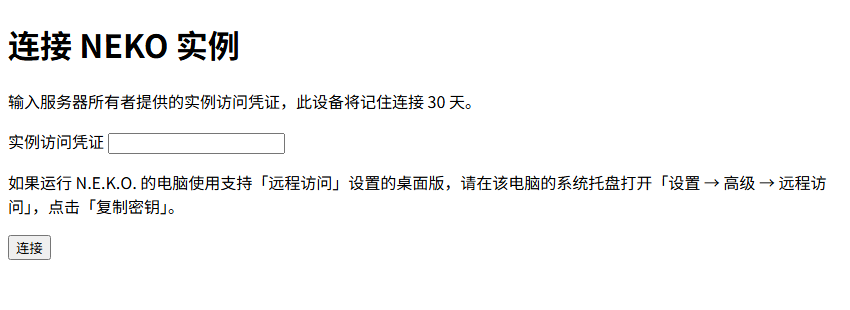 连接 NEKO 实例
输入服务器所有者提供的实例访问凭证，此设备将记住连接 30 天。
实例访问凭证
如果运行 N.E.K.O. 的电脑使用支持「远程访问」设置的桌面版，请在该电脑的系统托盘打开「设置 → 高级 → 远程访
问」，点击「复制密钥」。
连接